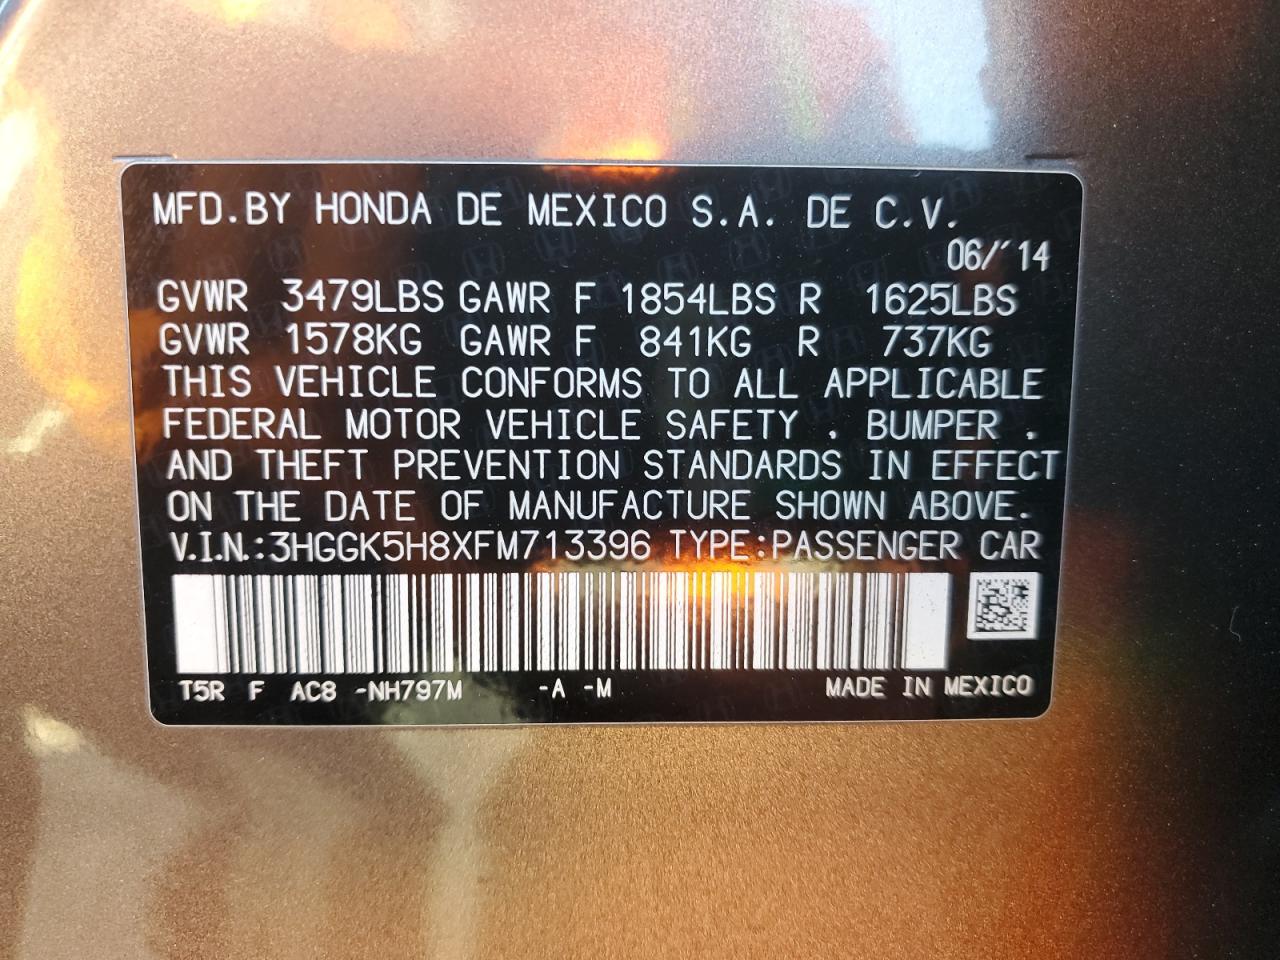 MFD.BY HONDA DE MEXICO S.A. DE C.V.
06/'14
GVWR 3479LBS GAWR F 1854LBS R 1625LBS
GVWR 1578KG GAWR F 841KG R 737KG
THIS VEHICLE CONFORMS TO ALL APPLICABLE
FEDERAL MOTOR VEHICLE SAFETY , BUMPER ,
AND THEFT PREVENTION STANDARDS IN EFFECT
ON THE DATE OF MANUFACTURE SHOWN ABOVE.
V.I.N.:3HGGK5H8XFM713396 TYPE:PASSENGER CAR
T5R F AC8 -NH797M -A -M MADE IN MEXICO